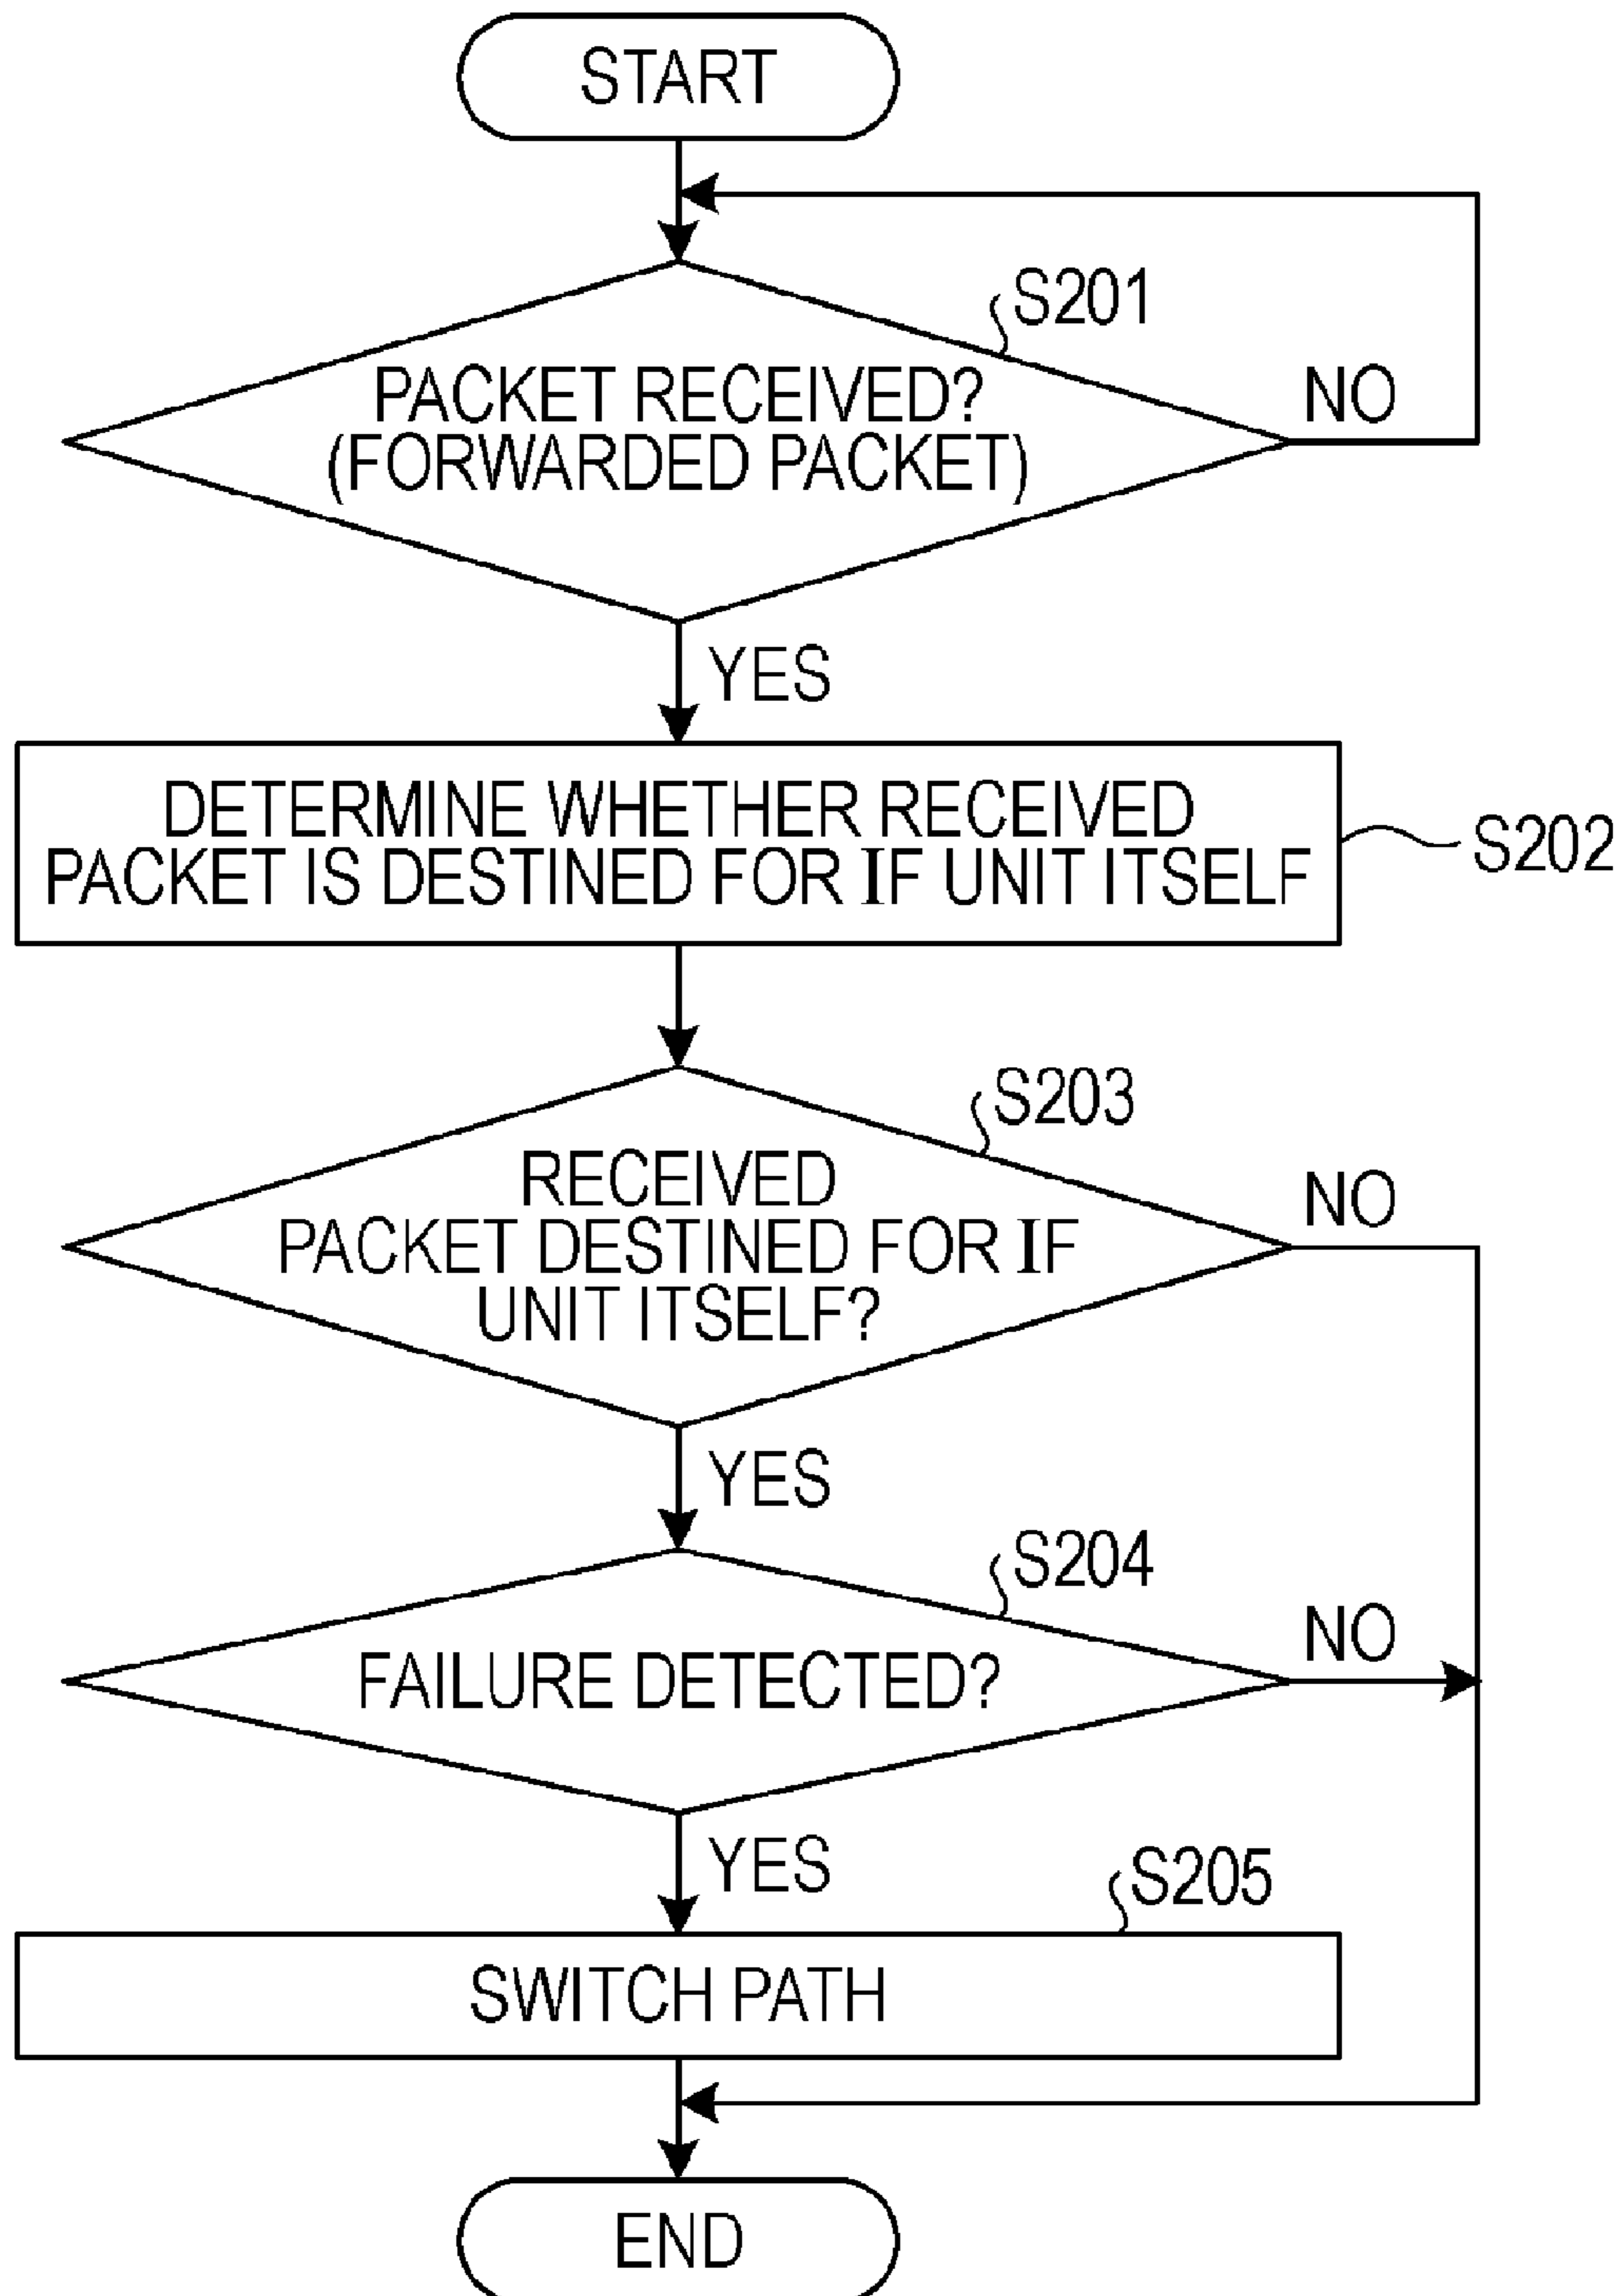 START
S201
PACKET RECEIVED?
(FORWARDED PACKET)
NO
YES
DETERMINE WHETHER RECEIVED
PACKET IS DESTINED FOR IF UNIT ITSELF
S202
S203
RECEIVED
PACKET DESTINED FOR IF
UNIT ITSELF?
NO
YES
S204
FAILURE DETECTED?
NO
YES
S205
SWITCH PATH
END